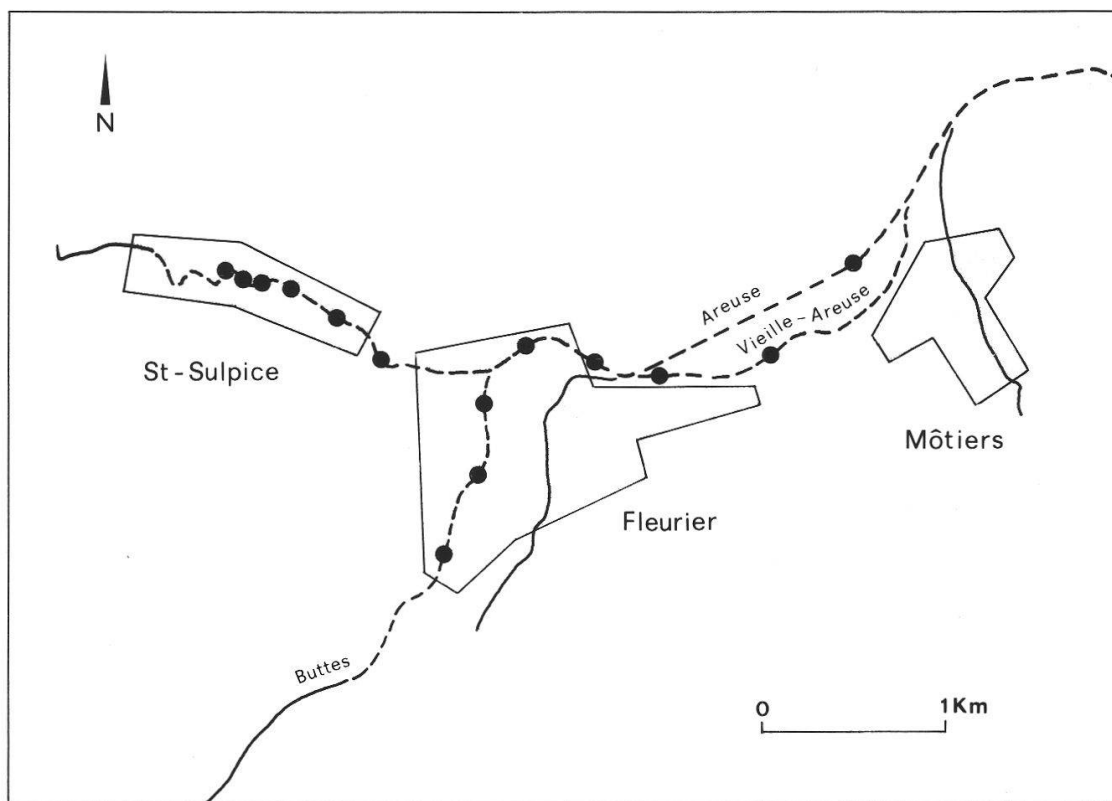 N
Areuse
Vieille-Areuse
St-Sulpice
Môtiers
Fleurier
Buttes
0 1Km